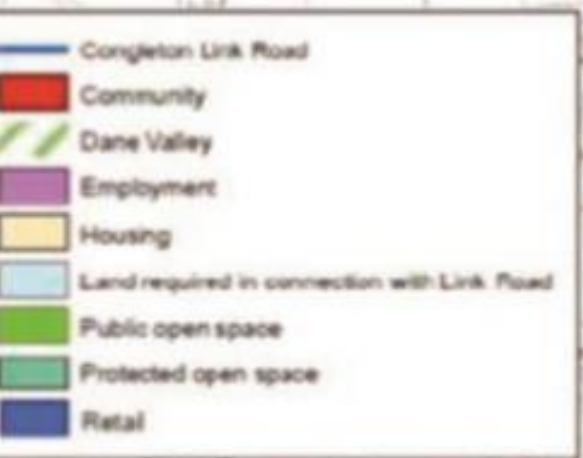 Congleton Link Road
Community
Dane Valley
Employment
Housing
Land required in connection with Link Road
Public open space
Protected open space
Retail